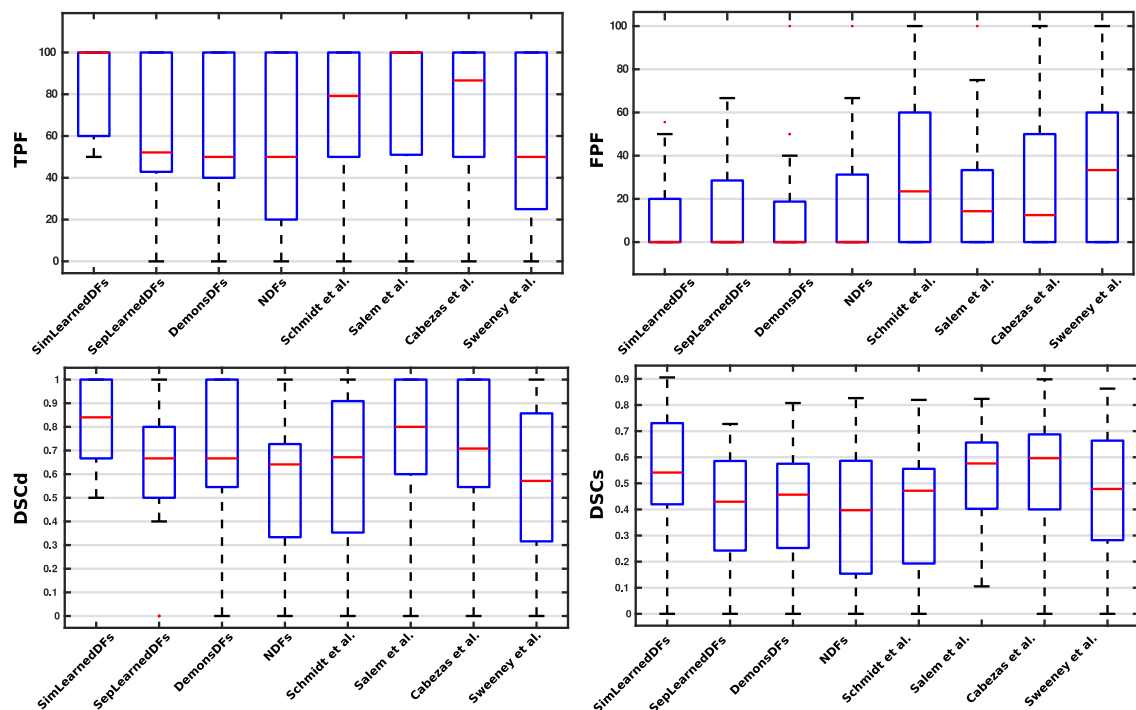 TPF
100
80
60
40
20
0
SimLearnedDFs
SepLearnedDFs
DemonsDFs
NDFs
Schmidt et al.
Salem et al.
Cabezas et al.
Sweeney et al.
FPF
100
80
60
40
20
0
SimLearnedDFs
SepLearnedDFs
DemonsDFs
NDFs
Schmidt et al.
Salem et al.
Cabezas et al.
Sweeney et al.
DSCd
1
0.9
0.8
0.7
0.6
0.5
0.4
0.3
0.2
0.1
0
SimLearnedDFs
SepLearnedDFs
DemonsDFs
NDFs
Schmidt et al.
Salem et al.
Cabezas et al.
Sweeney et al.
DSCs
0.9
0.8
0.7
0.6
0.5
0.4
0.3
0.2
0.1
0
SimLearnedDFs
SepLearnedDFs
DemonsDFs
NDFs
Schmidt et al.
Salem et al.
Cabezas et al.
Sweeney et al.